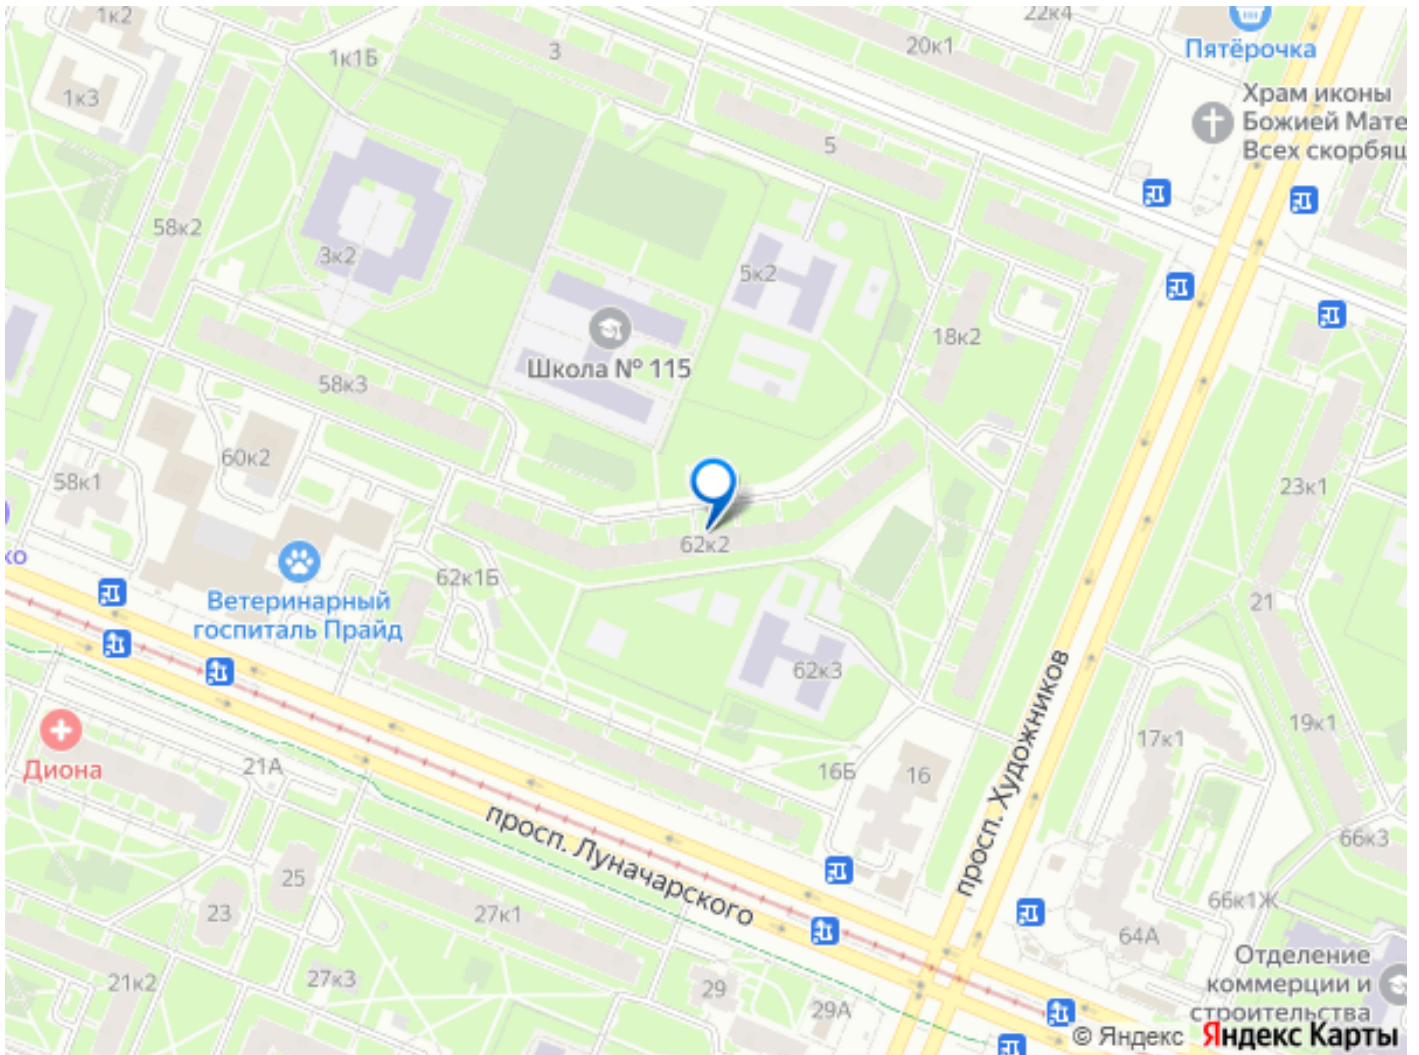 1к2
22к4
3
20к1
Пятёрочка
1к1Б
1к3
Храм иконы
Божией Мате
Всех скорбящ
5
58к2
3к2
5к2
18к2
Школа № 115
58к3
60к2
58к1
23к1
ко
62к2
62к1Б
Ветеринарный
госпиталь Прайд
21
62к3
просп. Художников
19к1
17к1
Диона
21А
16Б
16
просп. Луначарского
66к3
25
23
27к1
66к1Ж
64А
Отделение
коммерции и
строительства
21к2
27к3
29
29А
© Яндекс Яндекс Карты